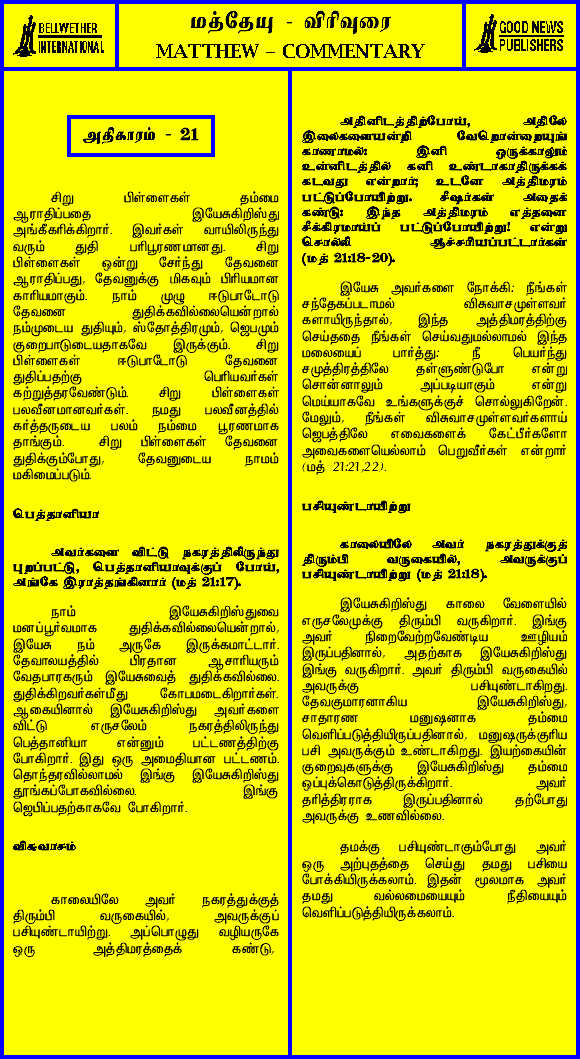 BELLWETHER
INTERNATIONAL
மத்தேயு - விரிவுரை
MATTHEW – COMMENTARY
GOOD NEWS
PUBLISHERS
அதிகாரம் - 21
சிறு பிள்ளைகள் தம்மை
ஆராதிப்பதை இயேசுகிறிஸ்து
அங்கீகரிக்கிறார். இவர்கள் வாயிலிருந்து
வரும் துதி பரிபூரணமானது. சிறு
பிள்ளைகள் ஒன்று சேர்ந்து தேவனை
ஆராதிப்பது, தேவனுக்கு மிகவும் பிரியமான
காரியமாகும். நாம் முழு ஈடுபாடோடு
தேவனை துதிக்கவில்லையென்றால்
நம்முடைய துதியும், ஸ்தோத்திரமும், ஜெபமும்
குறைபாடுடையதாகவே இருக்கும். சிறு
பிள்ளைகள் ஈடுபாடோடு தேவனை
துதிப்பதற்கு பெரியவர்கள்
கற்றுத்தரவேண்டும். சிறு பிள்ளைகள்
பலவீனமானவர்கள். நமது பலவீனத்தில்
கர்த்தருடைய பலம் நம்மை பூரணமாக
தாங்கும். சிறு பிள்ளைகள் தேவனை
துதிக்கும்போது, தேவனுடைய நாமம்
மகிமைப்படும்.
பெத்தானியா
அவர்களை விட்டு நகரத்திலிருந்து
புறப்பட்டு, பெத்தானியாவுக்குப் போய்,
அங்கே இராத்தங்கினார் (மத் 21:17).
நாம் இயேசுகிறிஸ்துவை
மனப்பூர்வமாக துதிக்கவில்லையென்றால்,
இயேசு நம் அருகே இருக்கமாட்டார்.
தேவாலயத்தில் பிரதான ஆசாரியரும்
வேதபாரகரும் இயேசுவைத் துதிக்கவில்லை.
துதிக்கிறவர்கள்மீது கோபமடைகிறார்கள்.
ஆகையினால் இயேசுகிறிஸ்து அவர்களை
விட்டு எருசலேம் நகரத்திலிருந்து
பெத்தானியா என்னும் பட்டணத்திற்கு
போகிறார். இது ஒரு அமைதியான பட்டணம்.
தொந்தரவில்லாமல் இங்கு இயேசுகிறிஸ்து
தூங்கப்போகவில்லை. இங்கு
ஜெபிப்பதற்காகவே போகிறார்.
விசுவாசம்
காலையிலே அவர் நகரத்துக்குத்
திரும்பி வருகையில், அவருக்குப்
பசியுண்டாயிற்று. அப்பொழுது வழியருகே
ஒரு அத்திமரத்தைக் கண்டு,
அதினிடத்திற்போய், அதிலே
இலைகளையன்றி வேறொன்றையுங்
காணாமல்: இனி ஒருக்காலும்
உன்னிடத்தில் கனி உண்டாகாதிருக்கக்
கடவது என்றார்; உடனே அத்திமரம்
பட்டுப்போயிற்று. சீஷர்கள் அதைக்
கண்டு: இந்த அத்திமரம் எத்தனை
சீக்கிரமாய்ப் பட்டுப்போயிற்று! என்று
சொல்லி ஆச்சரியப்பட்டார்கள்
(மத் 21:18-20).
இயேசு அவர்களை நோக்கி: நீங்கள்
சந்தேகப்படாமல் விசுவாசமுள்ளவர்
களாயிருந்தால், இந்த அத்திமரத்திற்கு
செய்ததை நீங்கள் செய்வதுமல்லாமல் இந்த
மலையைப் பார்த்து: நீ பெயர்ந்து
சமுத்திரத்திலே தள்ளுண்டுபோ என்று
சொன்னாலும் அப்படியாகும் என்று
மெய்யாகவே உங்களுக்குச் சொல்லுகிறேன்.
மேலும், நீங்கள் விசுவாசமுள்ளவர்களாய்
ஜெபத்திலே எவைகளைக் கேட்பீர்களோ
அவைகளையெல்லாம் பெறுவீர்கள் என்றார்
(மத் 21:21,22).
பசியுண்டாயிற்று
காலையிலே அவர் நகரத்துக்குத்
திரும்பி வருகையில், அவருக்குப்
பசியுண்டாயிற்று (மத் 21:18).
இயேசுகிறிஸ்து காலை வேளையில்
எருசலேமுக்கு திரும்பி வருகிறார். இங்கு
அவர் நிறைவேற்றவேண்டிய ஊழியம்
இருப்பதினால், அதற்காக இயேசுகிறிஸ்து
இங்கு வருகிறார். அவர் திரும்பி வருகையில்
அவருக்கு பசியுண்டாகிறது.
தேவகுமாரனாகிய இயேசுகிறிஸ்து,
சாதாரண மனுஷனாக தம்மை
வெளிப்படுத்தியிருப்பதினால், மனுஷருக்குரிய
பசி அவருக்கும் உண்டாகிறது. இயற்கையின்
குறைவுகளுக்கு இயேசுகிறிஸ்து தம்மை
ஒப்புக்கொடுத்திருக்கிறார். அவர்
தரித்திரராக இருப்பதினால் தற்போது
அவருக்கு உணவில்லை.
தமக்கு பசியுண்டாகும்போது அவர்
ஒரு அற்புதத்தை செய்து தமது பசியை
போக்கியிருக்கலாம். இதன் மூலமாக அவர்
தமது வல்லமையையும் நீதியையும்
வெளிப்படுத்தியிருக்கலாம்.